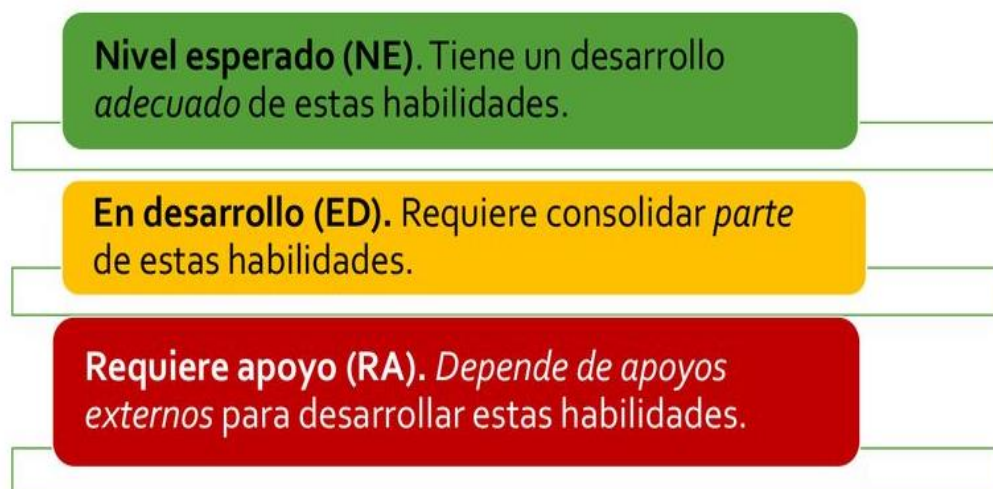 Nivel esperado (NE). Tiene un desarrollo
adecuado de estas habilidades.
En desarrollo (ED). Requiere consolidar parte
de estas habilidades.
Requiere apoyo (RA). Depende de apoyos
externos para desarrollar estas habilidades.